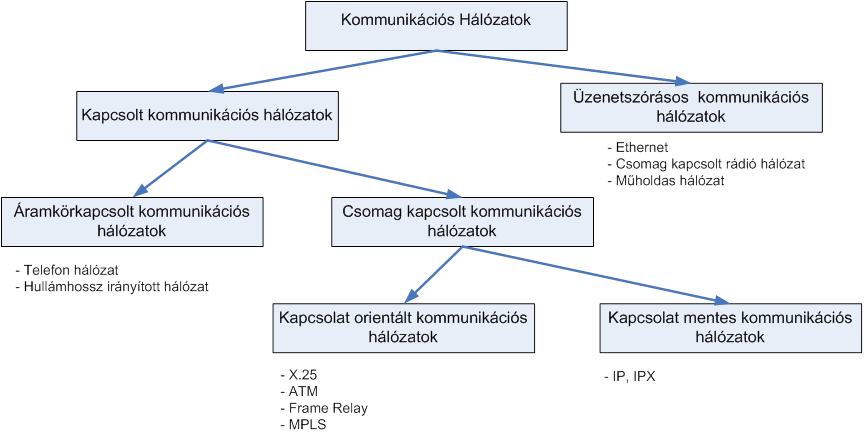 Kommunikációs Hálózatok
Kapcsolt kommunikációs hálózatok
Üzenetszórásos kommunikációs
hálózatok
- Ethernet
- Csomag kapcsolt rádió hálózat
- Műholdas hálózat
Áramkörkapcsolt kommunikációs
hálózatok
- Telefon hálózat
- Hullámhossz irányított hálózat
Csomag kapcsolt kommunikációs
hálózatok
Kapcsolat orientált kommunikációs
hálózatok
- X.25
- ATM
- Frame Relay
- MPLS
Kapcsolat mentes kommunikációs
hálózatok
- IP, IPX